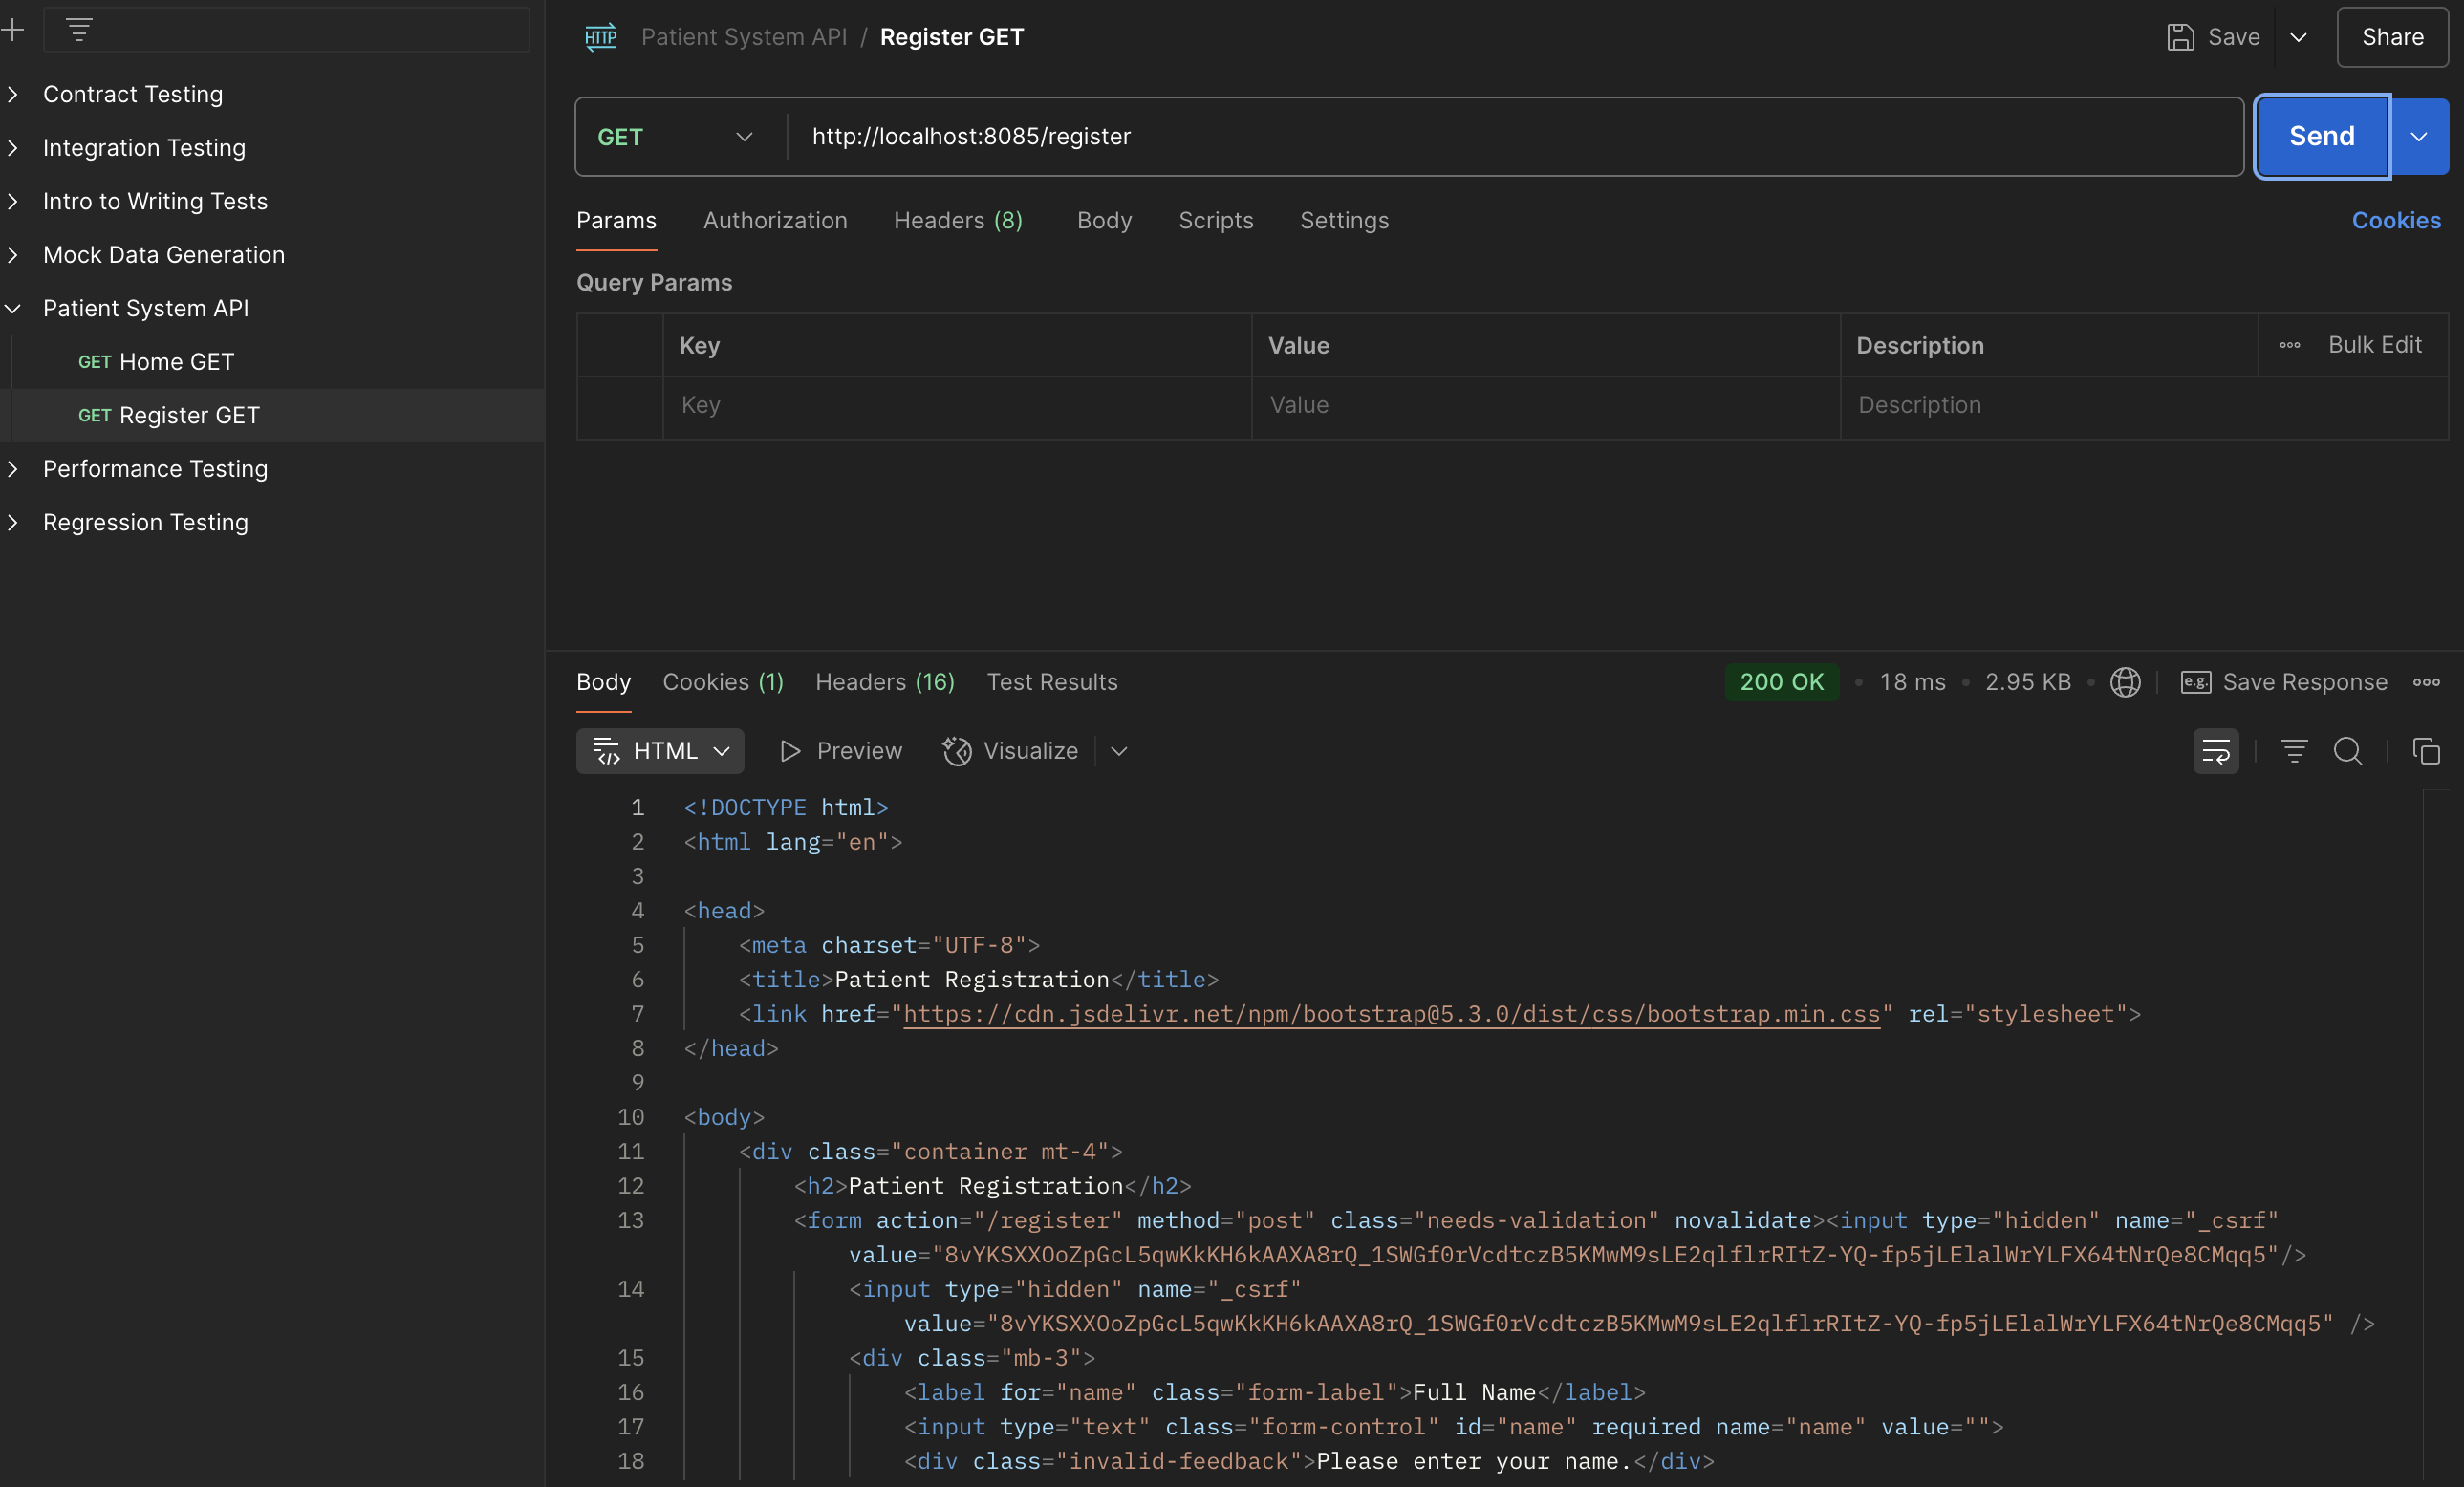 Contract Testing
Integration Testing
Intro to Writing Tests
Mock Data Generation
Patient System API
GET Home GET
GET Register GET
Performance Testing
Regression Testing
HTTP Patient System API / Register GET
Save
Share
GET http://localhost:8085/register
Send
Params Authorization Headers (8) Body Scripts Settings
Cookies
Query Params
Key Value Description Bulk Edit
Key Value Description
Body Cookies (1) Headers (16) Test Results
200 OK • 18 ms • 2.95 KB • e.g. Save Response
HTML Preview Visualize
1 <!DOCTYPE html>
2 <html lang="en">
3
4 <head>
5 <meta charset="UTF-8">
6 <title>Patient Registration</title>
7 <link href="https://cdn.jsdelivr.net/npm/bootstrap@5.3.0/dist/css/bootstrap.min.css" rel="stylesheet">
8 </head>
9
10 <body>
11 <div class="container mt-4">
12 <h2>Patient Registration</h2>
13 <form action="/register" method="post" class="needs-validation" novalidate><input type="hidden" name="_csrf"
value="8vYKSXXOoZpGcL5qwKkKH6kAAXA8rQ_1SWGf0rVcdtczB5KMwM9sLE2qlflrRItZ-YQ-fp5jLElalWrYLFX64tNrQe8CMqq5"/>
14 <input type="hidden" name="_csrf"
value="8vYKSXXOoZpGcL5qwKkKH6kAAXA8rQ_1SWGf0rVcdtczB5KMwM9sLE2qlflrRItZ-YQ-fp5jLElalWrYLFX64tNrQe8CMqq5" />
15 <div class="mb-3">
16 <label for="name" class="form-label">Full Name</label>
17 <input type="text" class="form-control" id="name" required name="name" value="">
18 <div class="invalid-feedback">Please enter your name.</div>